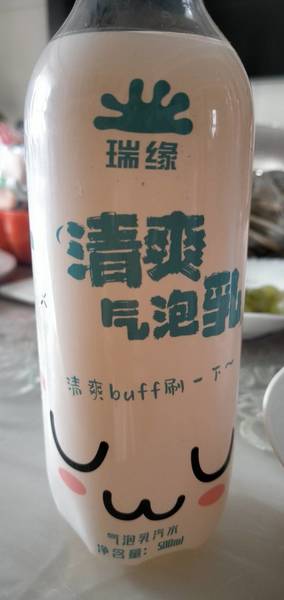 瑞缘
清爽
气泡乳
清爽buff刷一下~
气泡乳汽水
净含量: 500ml